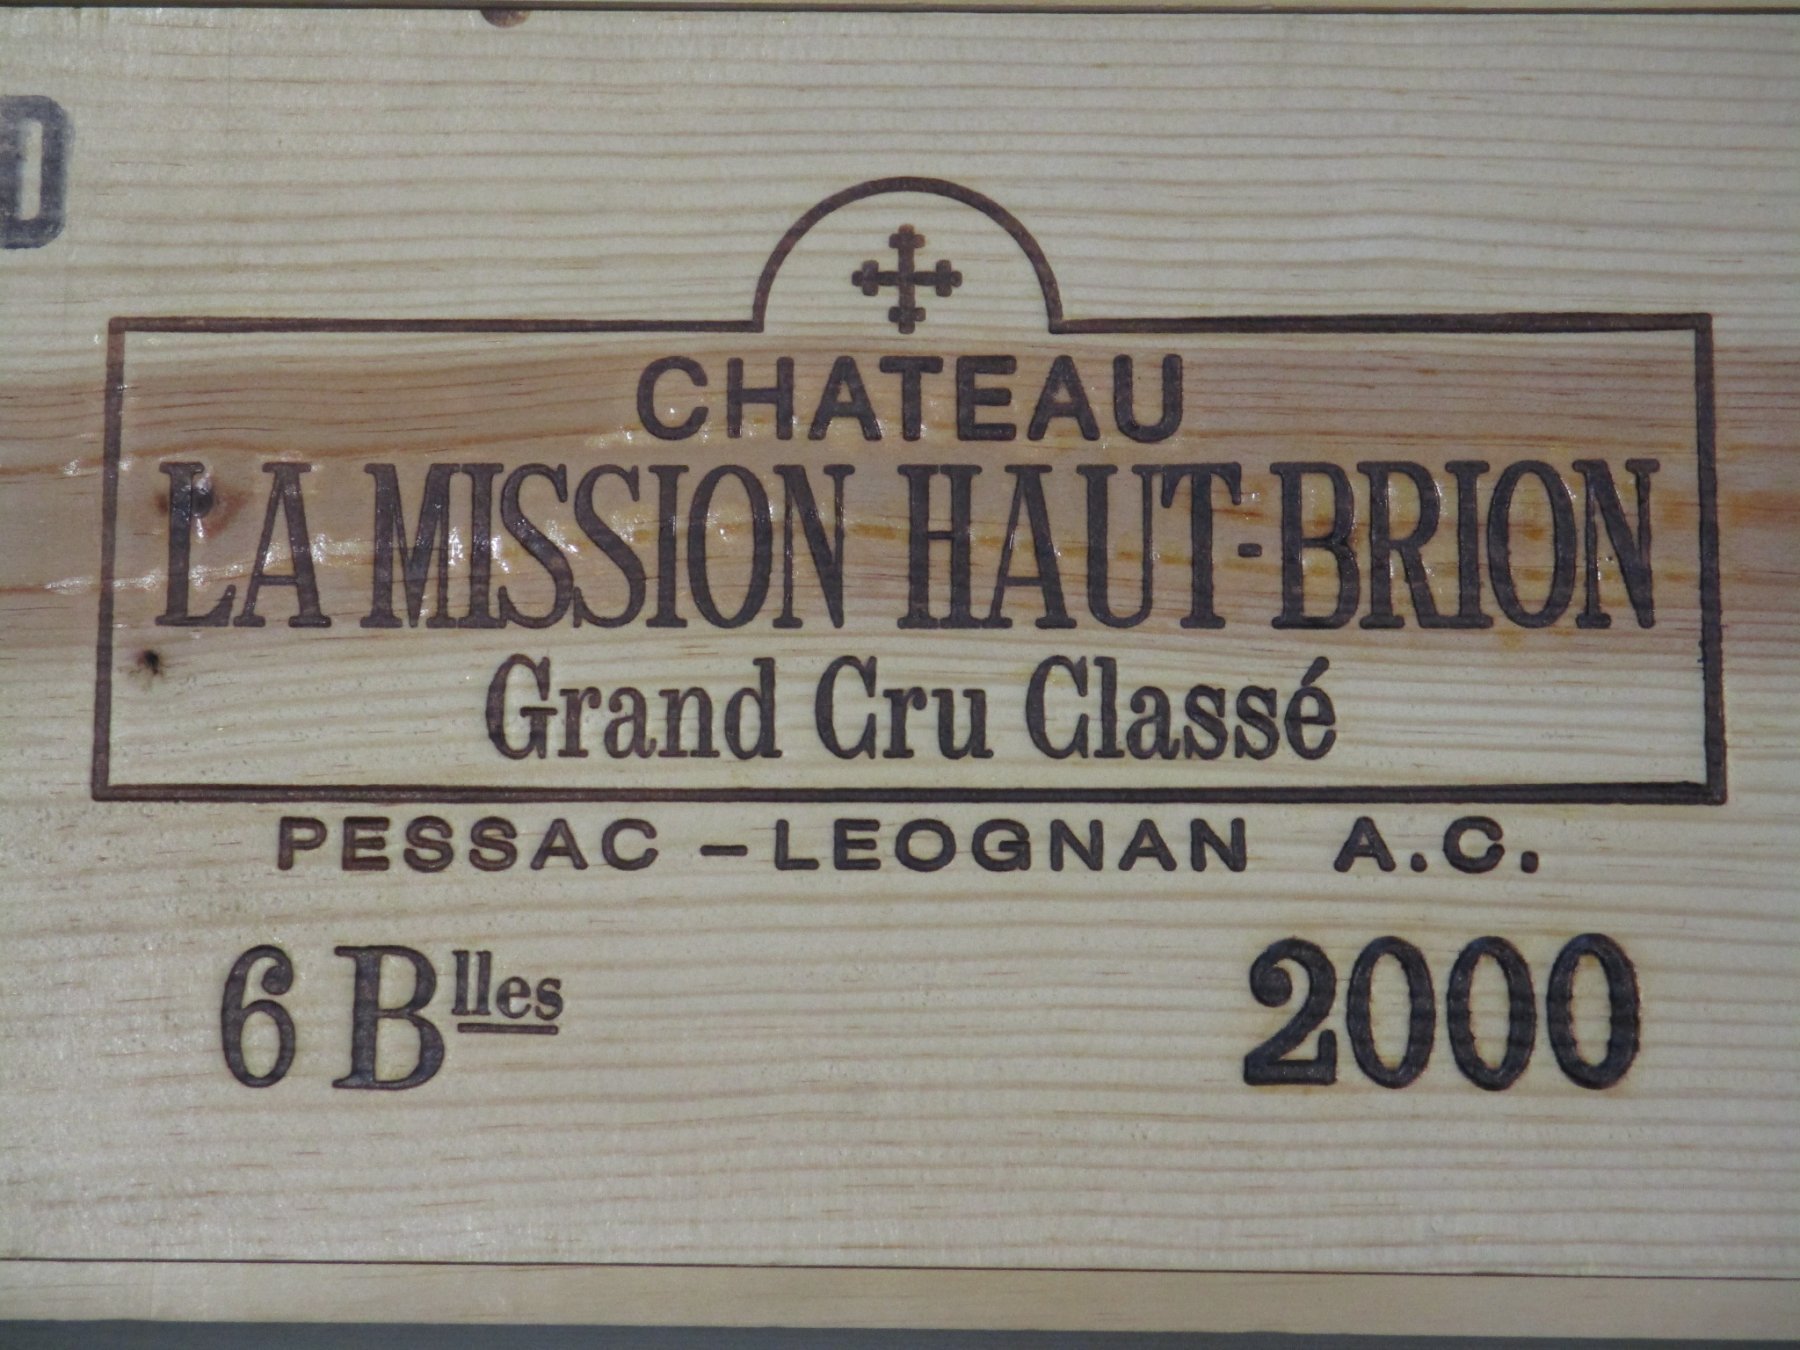 CHATEAU
LA MISSION HAUT-BRION
Grand Cru Classé
PESSAC - LEOGNAN A.C.
6 Blles
2000